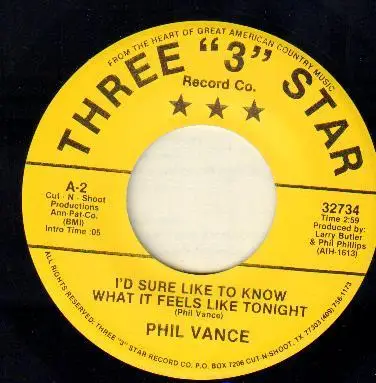 FROM THE HEART OF GREAT AMERICAN COUNTRY MUSIC
THREE "3" STAR
Record Co.
A-2
Cut - N - Shoot
Productions
Ann-Pat-Co.
(BMI)
Intro Time :05
32734
Time 2:59
Produced by:
Larry Butler
& Phil Phillips
(AIH-1613)
I'D SURE LIKE TO KNOW
WHAT IT FEELS LIKE TONIGHT
(Phil Vance)
PHIL VANCE
ALL RIGHTS RESERVED: THREE "3" STAR RECORD CO. P.O. BOX 7206 CUT-N-SHOOT, TX. 77303 (409) 756-1173